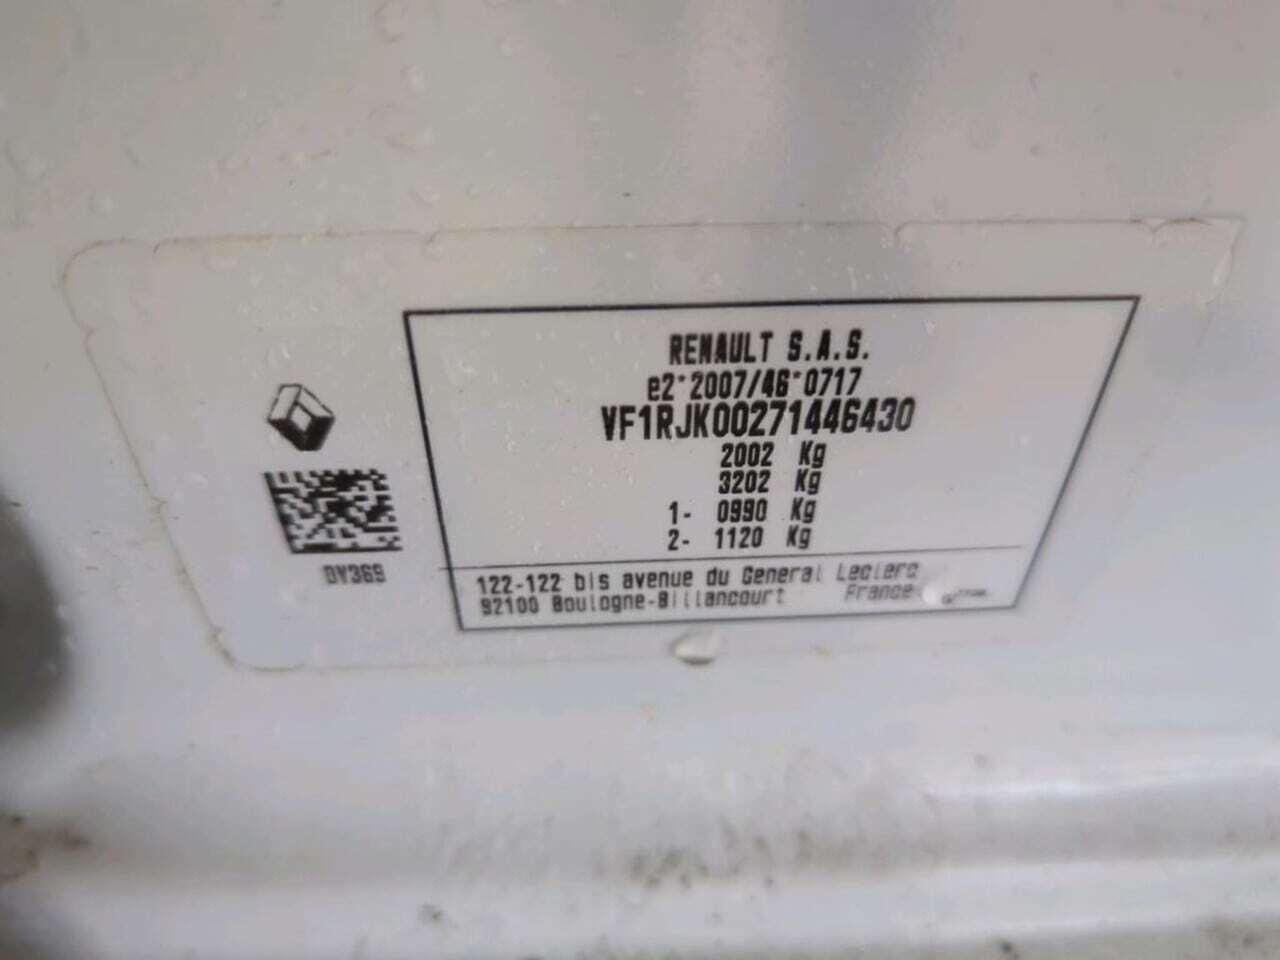 RENAULT S.A.S.
e2*2007/46*0717
VF1RJK00271446430
2002 Kg
3202 Kg
1- 0990 Kg
2- 1120 Kg
DV369
122-122 bis avenue du General Leclerc
92100 Boulogne-Billancourt France